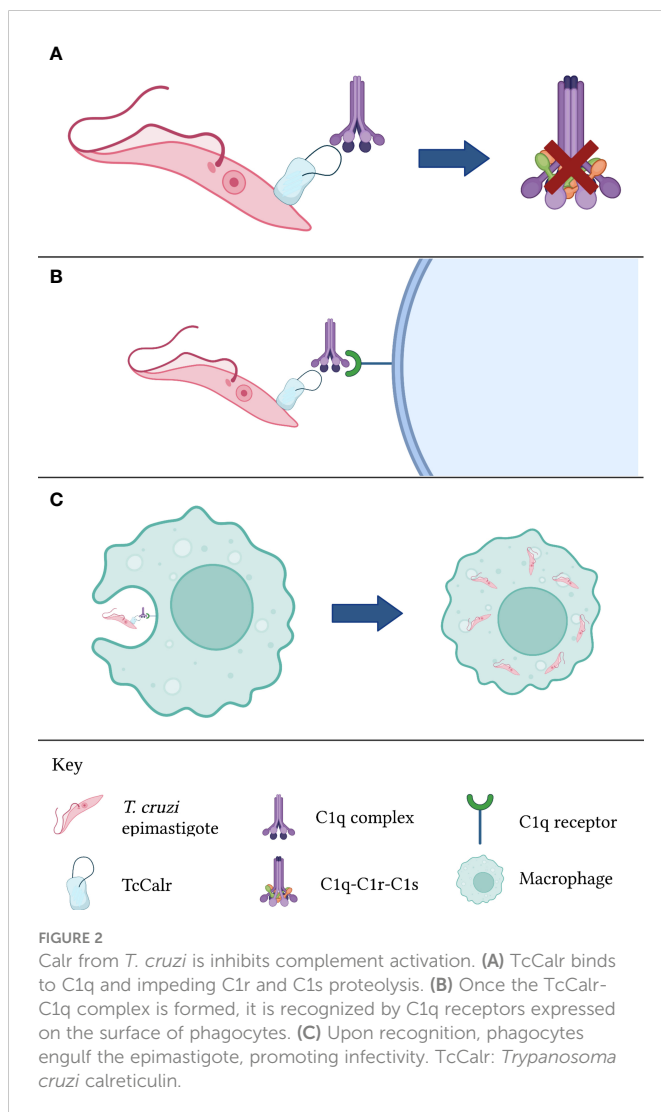 A
B
C
Key
T. cruzi
epimastigote
C1q complex
C1q receptor
TcCalr
C1q-C1r-C1s
Macrophage
FIGURE 2
Calr from T. cruzi is inhibits complement activation. (A) TcCalr binds
to C1q and impeding C1r and C1s proteolysis. (B) Once the TcCalr-
C1q complex is formed, it is recognized by C1q receptors expressed
on the surface of phagocytes. (C) Upon recognition, phagocytes
engulf the epimastigote, promoting infectivity. TcCalr: Trypanosoma
cruzi calreticulin.